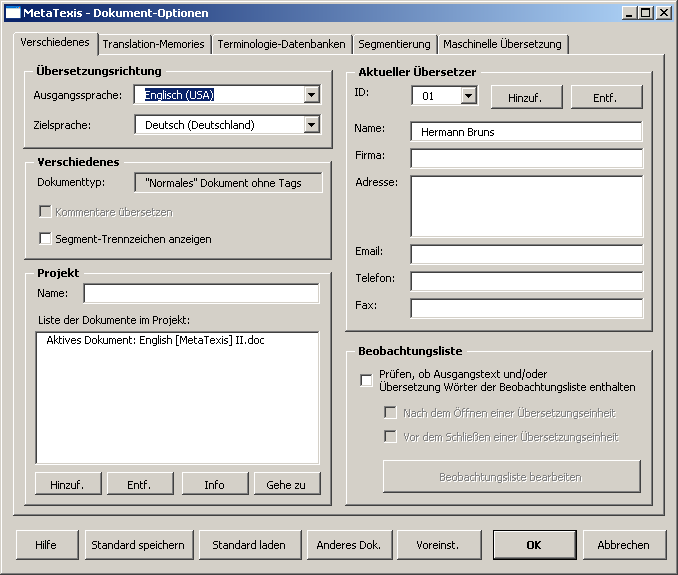 MetaTexis - Dokument-Optionen
Verschiedenes
Translation-Memories
Terminologie-Datenbanken
Segmentierung
Maschinelle Übersetzung
Übersetzungsrichtung
Ausgangssprache: Englisch (USA)
Zielsprache: Deutsch (Deutschland)
Verschiedenes
Dokumenttyp: "Normales" Dokument ohne Tags
Kommentare übersetzen
Segment-Trennzeichen anzeigen
Projekt
Name:
Liste der Dokumente im Projekt:
Aktives Dokument: English [MetaTexis] II.doc
Hinzuf. Entf. Info Gehe zu
Aktueller Übersetzer
ID: 01 Hinzuf. Entf.
Name: Hermann Bruns
Firma:
Adresse:
Email:
Telefon:
Fax:
Beobachtungsliste
Prüfen, ob Ausgangstext und/oder
Übersetzung Wörter der Beobachtungsliste enthalten
Nach dem Öffnen einer Übersetzungseinheit
Vor dem Schließen einer Übersetzungseinheit
Beobachtungsliste bearbeiten
Hilfe Standard speichern Standard laden Anderes Dok. Voreinst. OK Abbrechen